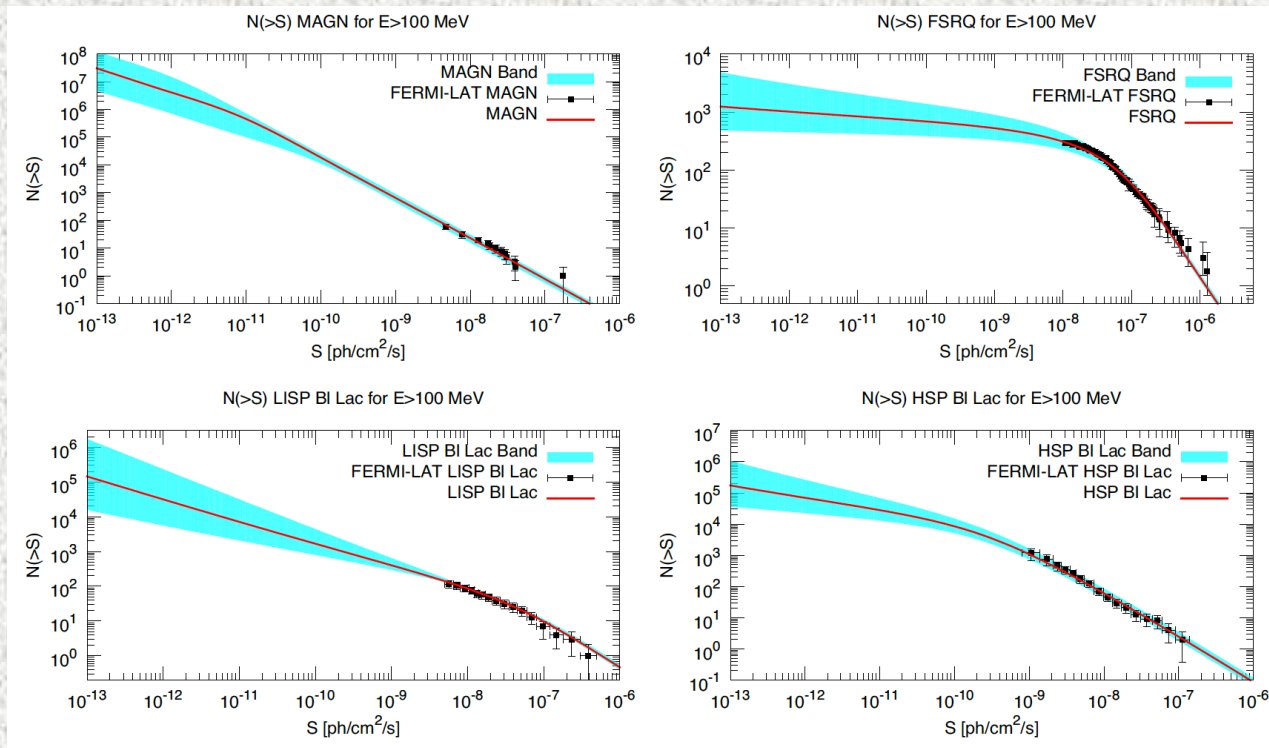 N(>S) MAGN for E>100 MeV
10^8
10^7
10^6
10^5
10^4
10^3
10^2
10^1
10^0
10^-1
N(>S)
MAGN Band
FERMI-LAT MAGN
MAGN
10^-13 10^-12 10^-11 10^-10 10^-9 10^-8 10^-7 10^-6
S [ph/cm^2/s]
N(>S) FSRQ for E>100 MeV
10^4
10^3
10^2
10^1
10^0
N(>S)
FSRQ Band
FERMI-LAT FSRQ
FSRQ
10^-13 10^-12 10^-11 10^-10 10^-9 10^-8 10^-7 10^-6
S [ph/cm^2/s]
N(>S) LISP Bl Lac for E>100 MeV
10^6
10^5
10^4
10^3
10^2
10^1
10^0
N(>S)
LISP Bl Lac Band
FERMI-LAT LISP Bl Lac
LISP Bl Lac
10^-13 10^-12 10^-11 10^-10 10^-9 10^-8 10^-7 10^-6
S [ph/cm^2/s]
N(>S) HSP Bl Lac for E>100 MeV
10^7
10^6
10^5
10^4
10^3
10^2
10^1
10^0
10^-1
N(>S)
HSP Bl Lac Band
FERMI-LAT HSP Bl Lac
HSP Bl Lac
10^-13 10^-12 10^-11 10^-10 10^-9 10^-8 10^-7 10^-6
S [ph/cm^2/s]